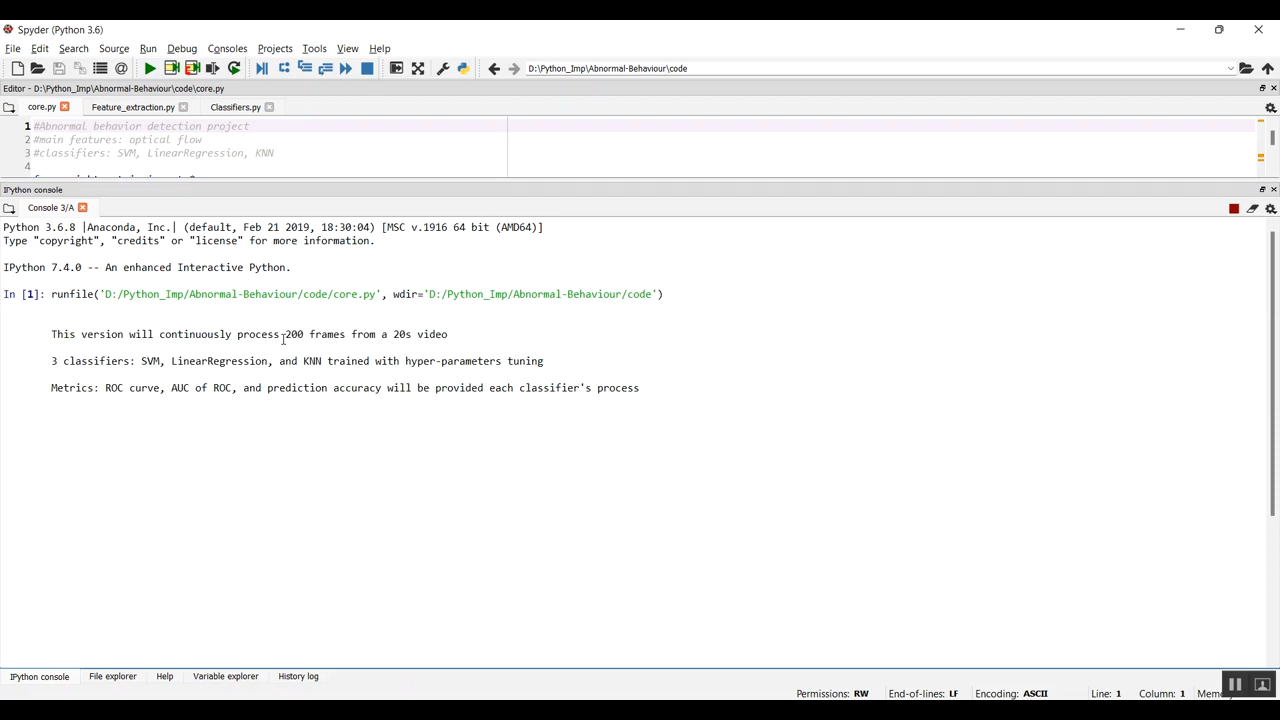 Spyder (Python 3.6)
File Edit Search Source Run Debug Consoles Projects Tools View Help
D:\Python_Imp\Abnormal-Behaviour\code
Editor - D:\Python_Imp\Abnormal-Behaviour\code\core.py
core.py Feature_extraction.py Classifiers.py
1 #Abnormal behavior detection project
2 #main features: optical flow
3 #classifiers: SVM, LinearRegression, KNN
4
IPython console
Console 3/A
Python 3.6.8 |Anaconda, Inc.| (default, Feb 21 2019, 18:30:04) [MSC v.1916 64 bit (AMD64)]
Type "copyright", "credits" or "license" for more information.
IPython 7.4.0 -- An enhanced Interactive Python.
In [1]: runfile('D:/Python_Imp/Abnormal-Behaviour/code/core.py', wdir='D:/Python_Imp/Abnormal-Behaviour/code')
This version will continuously process 200 frames from a 20s video
3 classifiers: SVM, LinearRegression, and KNN trained with hyper-parameters tuning
Metrics: ROC curve, AUC of ROC, and prediction accuracy will be provided each classifier's process
IPython console File explorer Help Variable explorer History log
Permissions: RW End-of-lines: LF Encoding: ASCII Line: 1 Column: 1